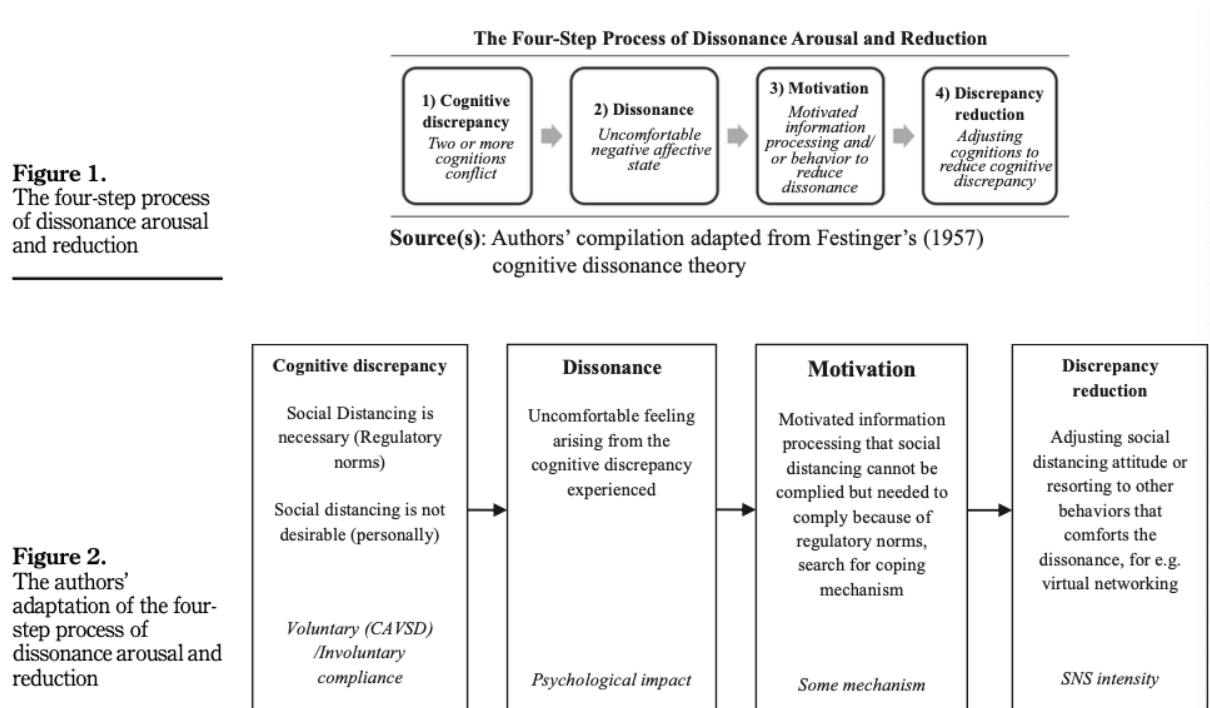 The Four-Step Process of Dissonance Arousal and Reduction
1) Cognitive
discrepancy
Two or more
cognitions
conflict
2) Dissonance
Uncomfortable
negative affective
state
3) Motivation
Motivated
information
processing and/
or behavior to
reduce
dissonance
4) Discrepancy
reduction
Adjusting
cognitions to
reduce cognitive
discrepancy
Figure 1.
The four-step process
of dissonance arousal
and reduction
Source(s): Authors' compilation adapted from Festinger's (1957)
cognitive dissonance theory
Cognitive discrepancy
Social Distancing is
necessary (Regulatory
norms)
Social distancing is not
desirable (personally)
Voluntary (CAVSD)
/Involuntary
compliance
Dissonance
Uncomfortable feeling
arising from the
cognitive discrepancy
experienced
Psychological impact
Motivation
Motivated information
processing that social
distancing cannot be
complied but needed to
comply because of
regulatory norms,
search for coping
mechanism
Some mechanism
Discrepancy
reduction
Adjusting social
distancing attitude or
resorting to other
behaviors that
comforts the
dissonance, for e.g.
virtual networking
SNS intensity
Figure 2.
The authors'
adaptation of the four-
step process of
dissonance arousal and
reduction